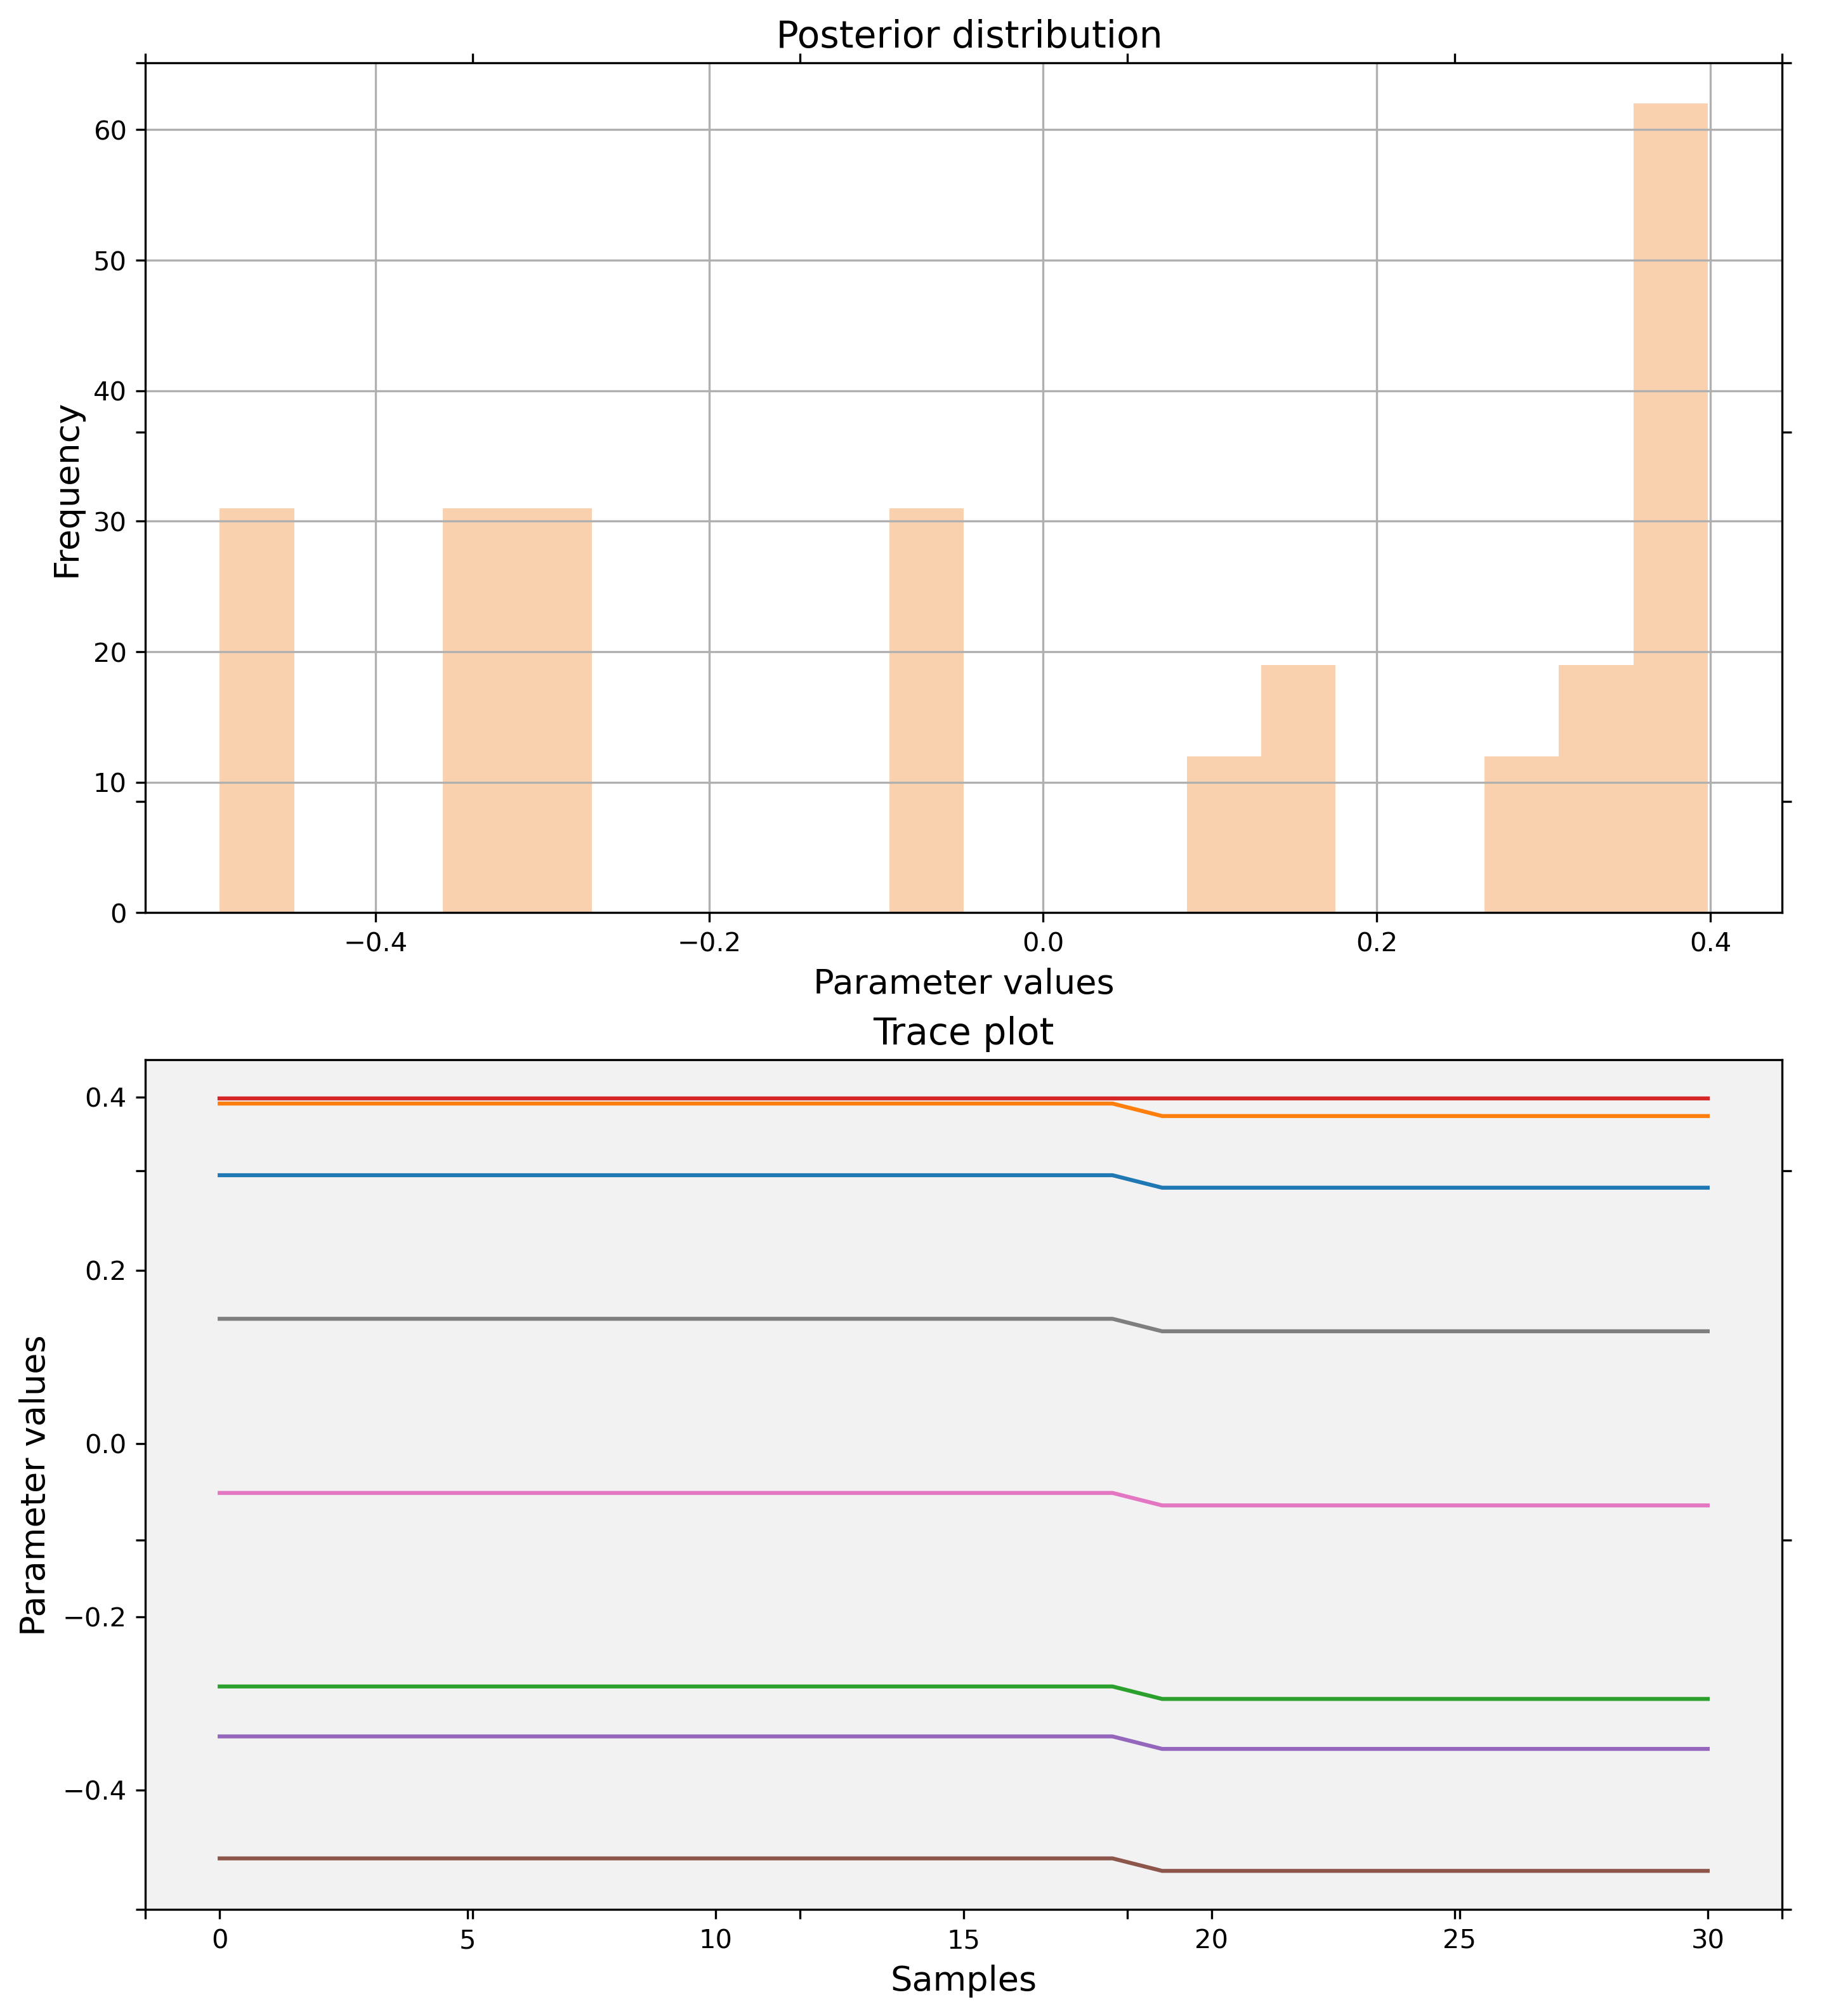 Posterior distribution
60
50
40
30
20
10
0
Frequency
−0.4 −0.2 0.0 0.2 0.4
Parameter values
Trace plot
0.4
0.2
0.0
−0.2
−0.4
Parameter values
0 5 10 15 20 25 30
Samples